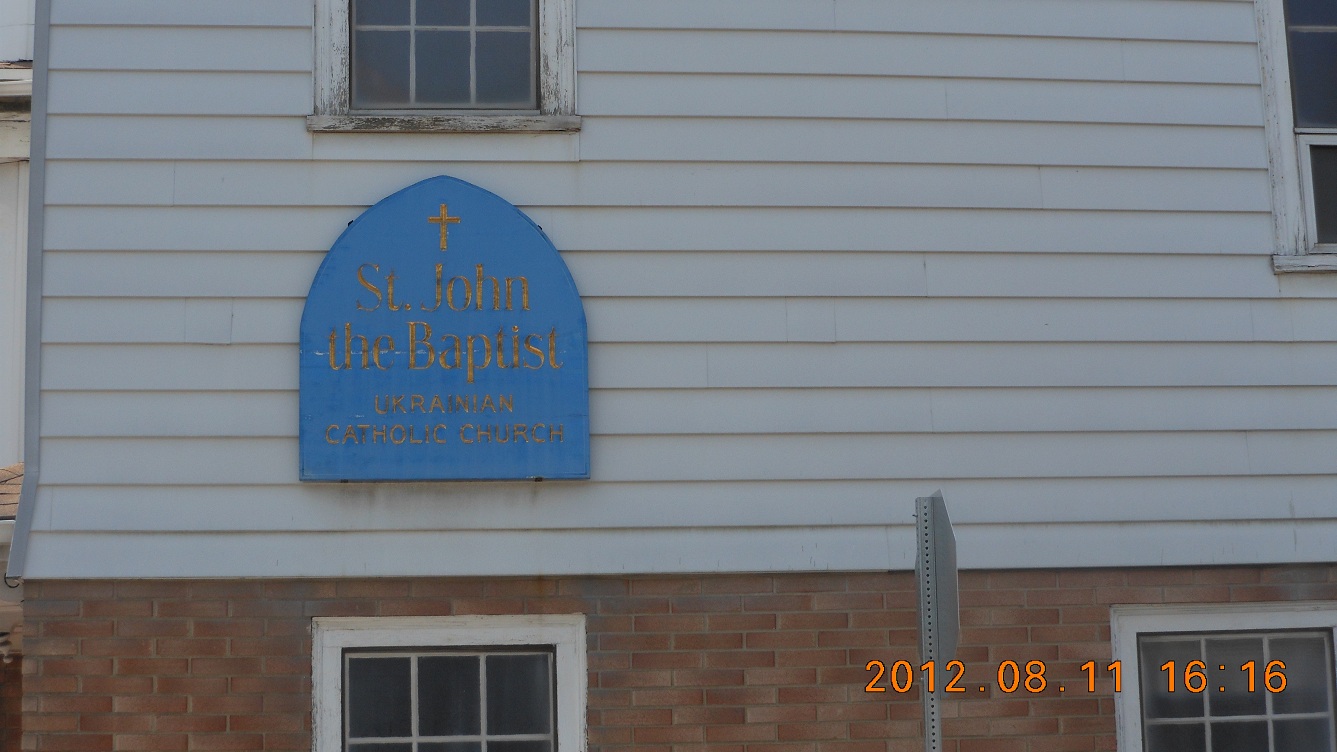 St. John
the Baptist
UKRAINIAN
CATHOLIC CHURCH
2012.08.11 16:16